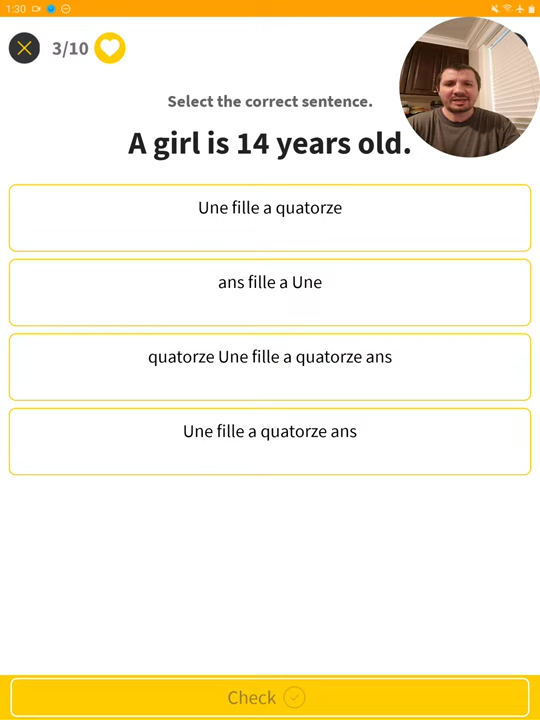 1:30
3/10
Select the correct sentence.
A girl is 14 years old.
Une fille a quatorze
ans fille a Une
quatorze Une fille a quatorze ans
Une fille a quatorze ans
Check